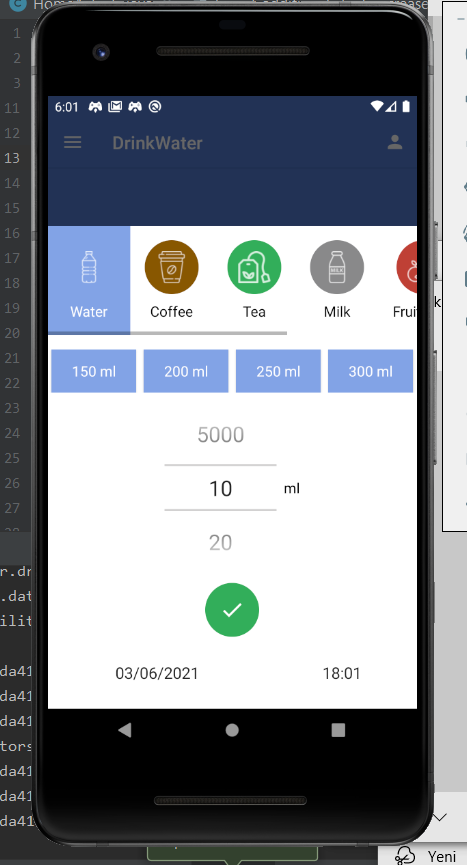 Home
1
2
3
11
12
13
14
15
16
17
18
19
20
21
22
23
24
25
26
27
6:01
DrinkWater
Water
Coffee
Tea
MILK
Milk
150 ml
200 ml
250 ml
300 ml
5000
10
ml
20
03/06/2021
18:01
r.dr
.dat
ilit
da41
da41
da41
tors
da41
da41
da41
k
Yeni